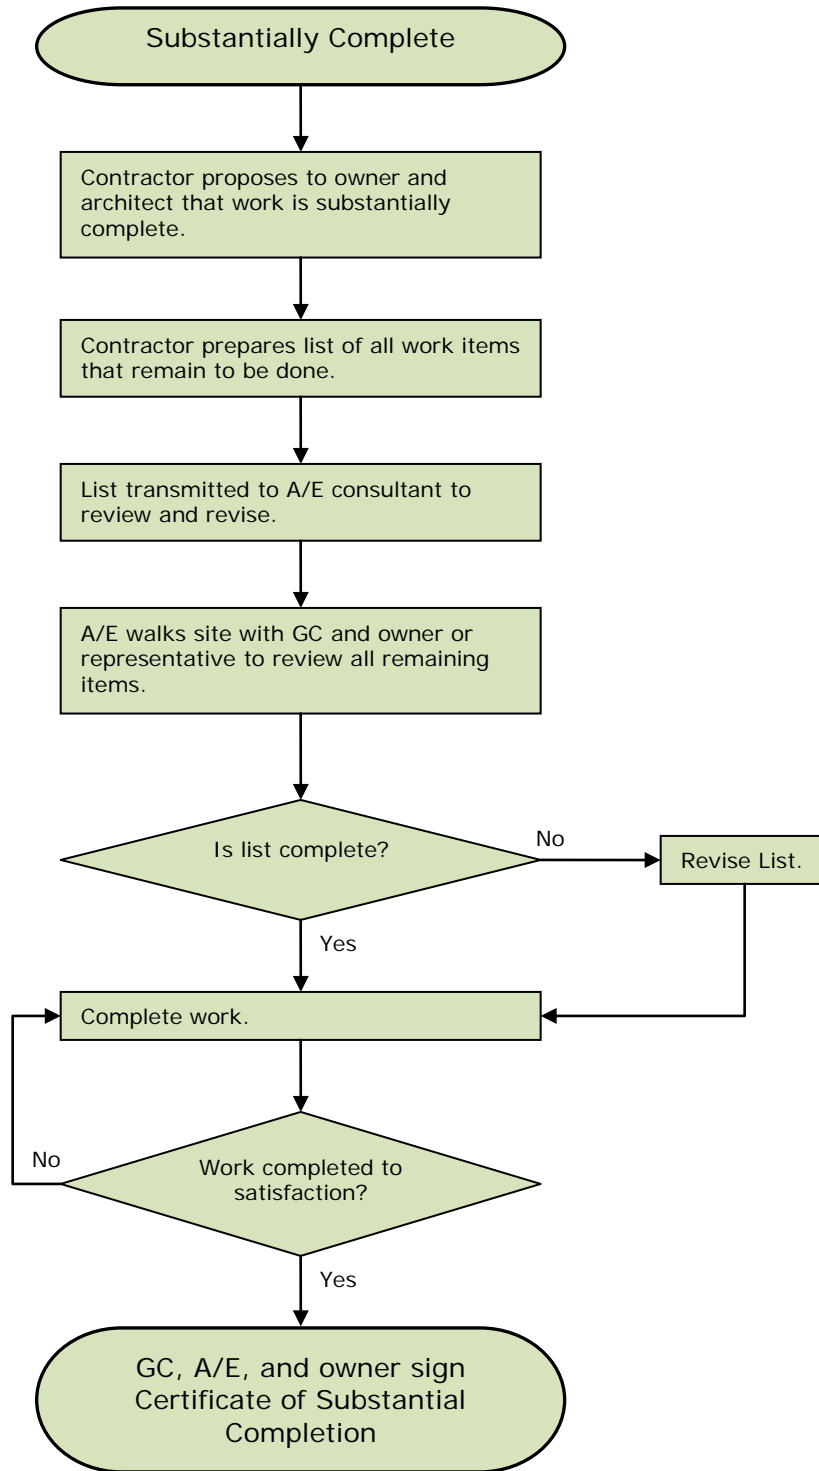 Substantially Complete
Contractor proposes to owner and
architect that work is substantially
complete.
Contractor prepares list of all work items
that remain to be done.
List transmitted to A/E consultant to
review and revise.
A/E walks site with GC and owner or
representative to review all remaining
items.
Is list complete?
No
Revise List.
Yes
Complete work.
No
Work completed to
satisfaction?
Yes
GC, A/E, and owner sign
Certificate of Substantial
Completion